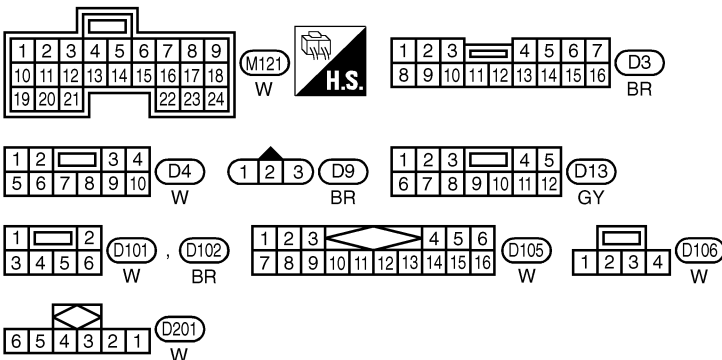 1 2 3 4 5 6 7 8 9
10 11 12 13 14 15 16 17 18
19 20 21 22 23 24
M121
W
H.S.
1 2 3 4 5 6 7
8 9 10 11 12 13 14 15 16
D3
BR
1 2 3 4
5 6 7 8 9 10
D4
W
1 2 3
D9
BR
1 2 3 4 5
6 7 8 9 10 11 12
D13
GY
1 2
3 4 5 6
D101 , D102
W BR
1 2 3 4 5 6
7 8 9 10 11 12 13 14 15 16
D105
W
1 2 3 4
D106
W
6 5 4 3 2 1
D201
W